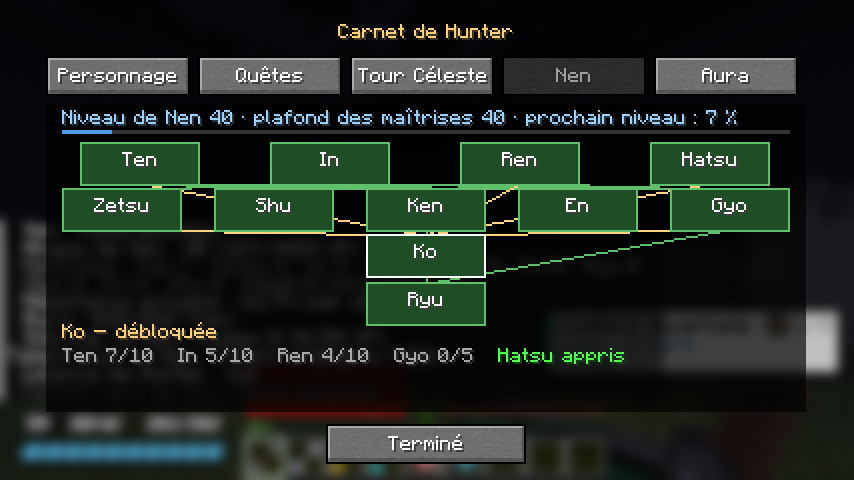 Carnet de Hunter
Personnage Quêtes Tour Céleste Nen Aura
Niveau de Nen 40 · plafond des maîtrises 40 · prochain niveau : 7 %
Ten In Ren Hatsu
Zetsu Shu Ken En Gyo
Ko
Ryu
Ko — débloquée
Ten 7/10 In 5/10 Ren 4/10 Gyo 0/5 Hatsu appris
Terminé